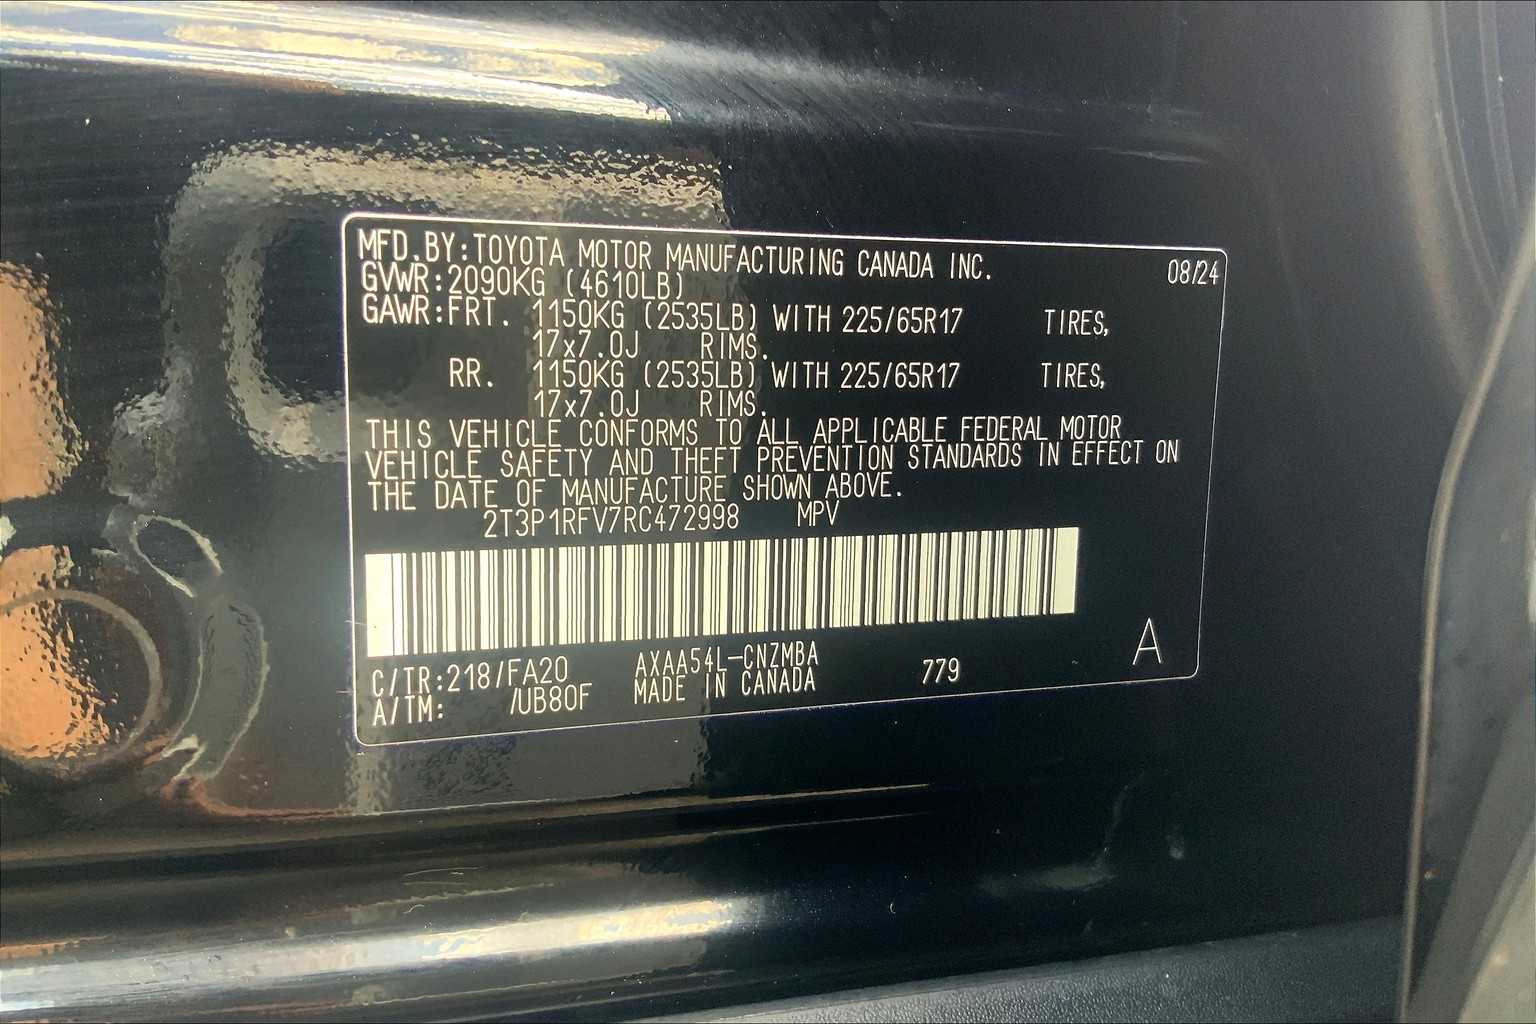 MFD.BY:TOYOTA MOTOR MANUFACTURING CANADA INC. 08/24
GVWR:2090KG (4610LB)
GAWR:FRT. 1150KG (2535LB) WITH 225/65R17 TIRES,
17x7.0J RIMS.
RR. 1150KG (2535LB) WITH 225/65R17 TIRES,
17x7.0J RIMS.
THIS VEHICLE CONFORMS TO ALL APPLICABLE FEDERAL MOTOR
VEHICLE SAFETY AND THEFT PREVENTION STANDARDS IN EFFECT ON
THE DATE OF MANUFACTURE SHOWN ABOVE.
2T3P1RFV7RC472998 MPV
C/TR:218/FA20 AXAA54L-CNZMBA 779 A
A/TM: /UB80F MADE IN CANADA